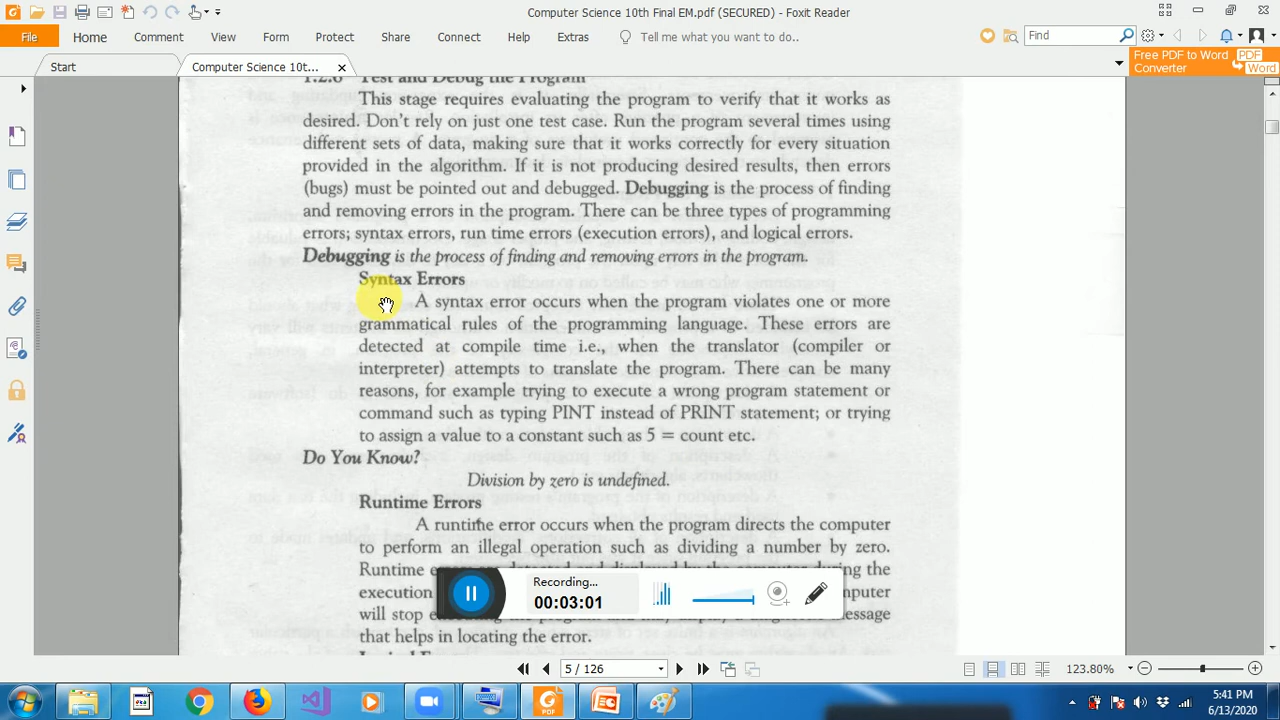 Computer Science 10th Final EM.pdf (SECURED) - Foxit Reader
File Home Comment View Form Protect Share Connect Help Extras Tell me what you want to do... Find
Start Computer Science 10t... Free PDF to Word Converter PDF Word
1.2.6 Test and Debug the Program
This stage requires evaluating the program to verify that it works as
desired. Don't rely on just one test case. Run the program several times using
different sets of data, making sure that it works correctly for every situation
provided in the algorithm. If it is not producing desired results, then errors
(bugs) must be pointed out and debugged. Debugging is the process of finding
and removing errors in the program. There can be three types of programming
errors; syntax errors, run time errors (execution errors), and logical errors.
Debugging is the process of finding and removing errors in the program.
Syntax Errors
A syntax error occurs when the program violates one or more
grammatical rules of the programming language. These errors are
detected at compile time i.e., when the translator (compiler or
interpreter) attempts to translate the program. There can be many
reasons, for example trying to execute a wrong program statement or
command such as typing PINT instead of PRINT statement; or trying
to assign a value to a constant such as 5 = count etc.
Do You Know?
Division by zero is undefined.
Runtime Errors
A runtime error occurs when the program directs the computer
to perform an illegal operation such as dividing a number by zero.
Runtime during the
execution
will stop message
that helps in locating the error.
Recording...
00:03:01
5 / 126
123.80%
5:41 PM
6/13/2020